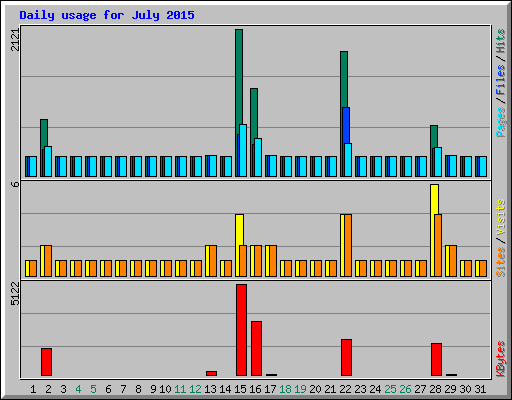 Daily usage for July 2015
2121
Pages / Files / Hits
6
Sites / Visits
5122
KBytes
1 2 3 4 5 6 7 8 9 10 11 12 13 14 15 16 17 18 19 20 21 22 23 24 25 26 27 28 29 30 31